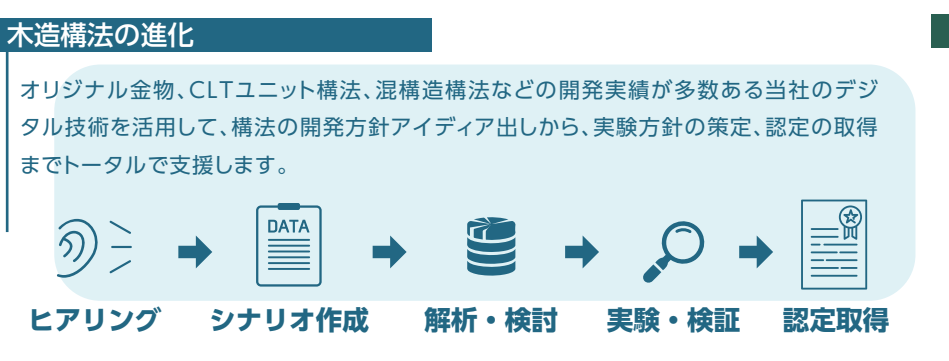 木造構法の進化
オリジナル金物、CLTユニット構法、混構造構法などの開発実績が多数ある当社のデジ
タル技術を活用して、構法の開発方針アイディア出しから、実験方針の策定、認定の取得
までトータルで支援します。
DATA
ヒアリング シナリオ作成 解析・検討 実験・検証 認定取得